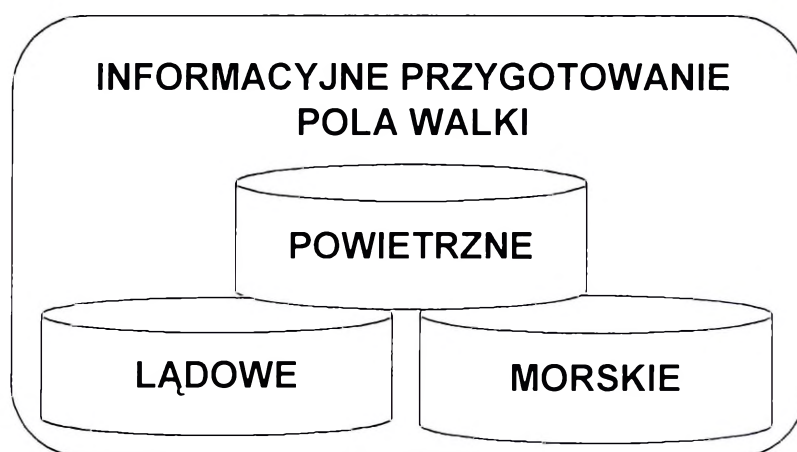 INFORMACYJNE PRZYGOTOWANIE
POLA WALKI
POWIETRZNE
LĄDOWE
MORSKIE